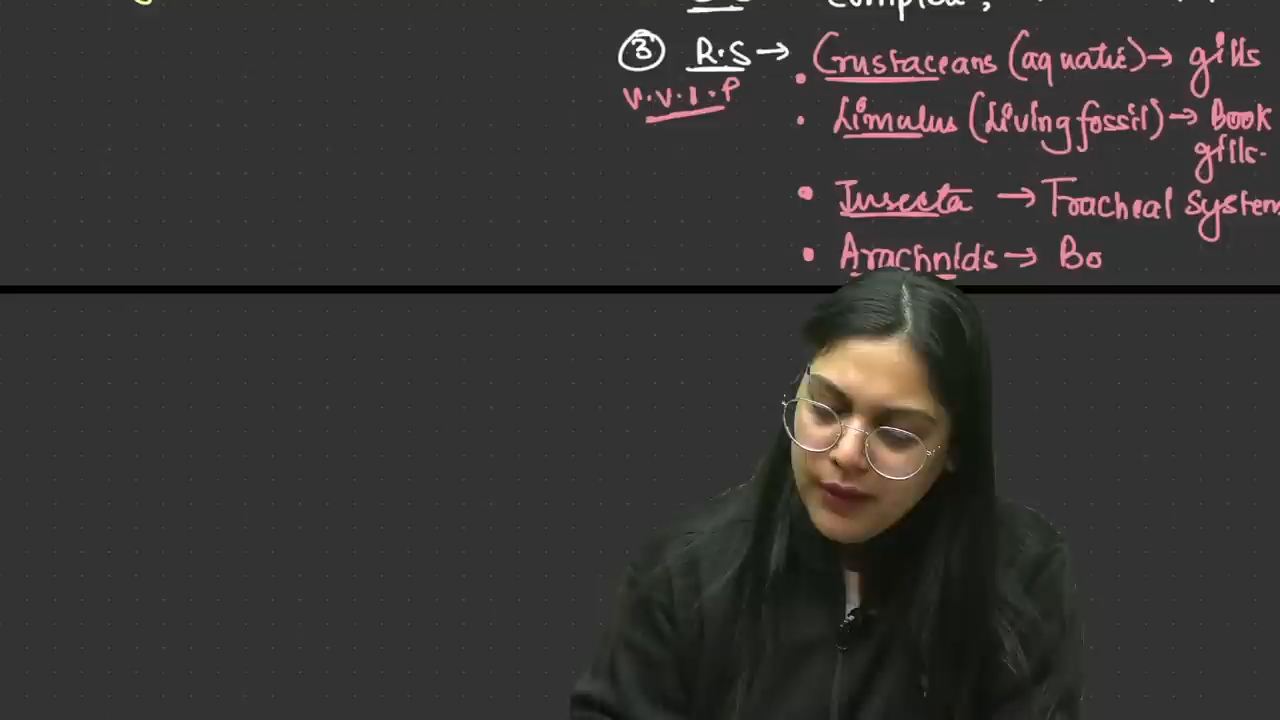 ③ R.S → • Crustaceans (aquatic) → gills
V.V.I.P
• Limulus (Living fossil) → Book
gills.
• Insecta → Tracheal System
• Arachnids → Bo